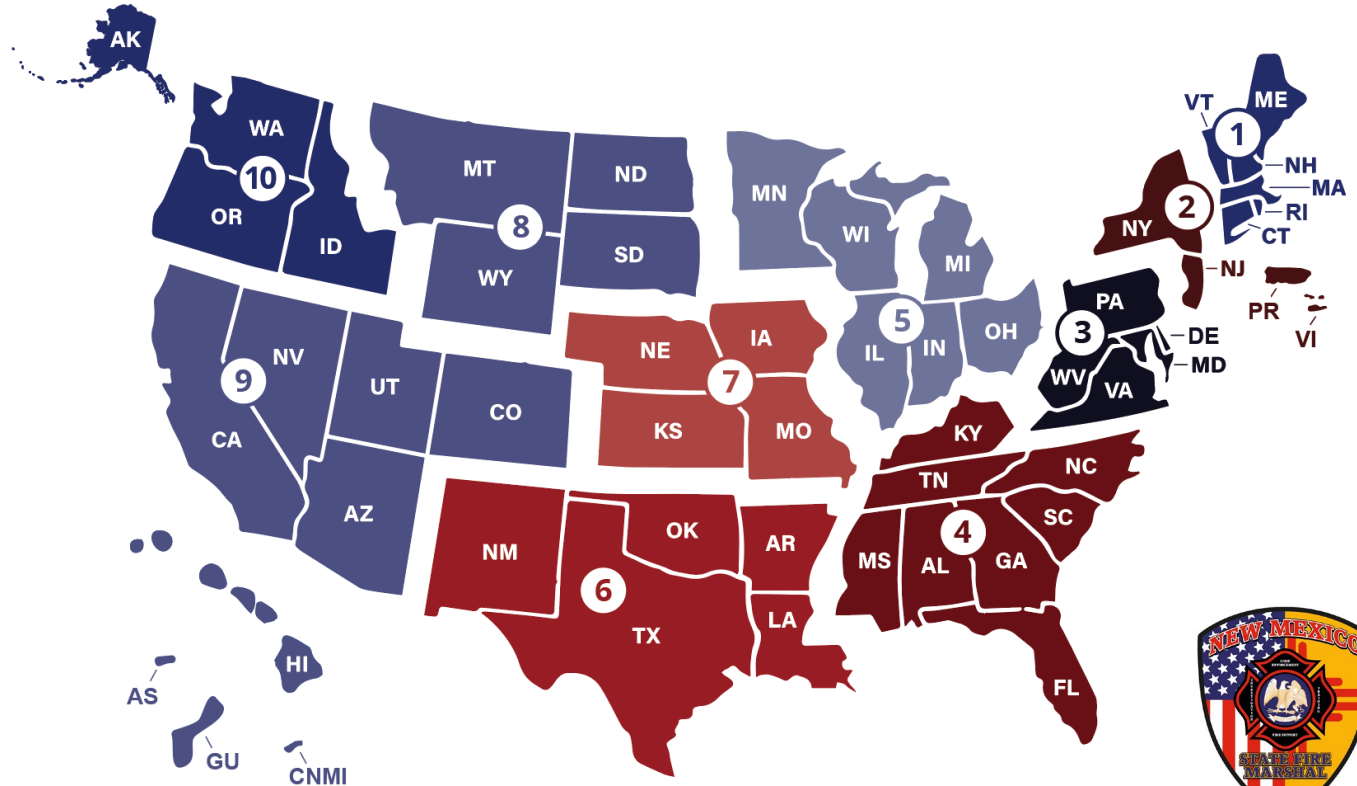 AK
WA
10
OR
ID
MT
ND
8
SD
WY
MN
WI
MI
5
IL
IN
OH
VT
ME
1
NH
MA
RI
CT
2
NY
NJ
PR
VI
PA
3
DE
MD
WV
VA
NE
IA
7
KS
MO
NV
9
UT
CO
CA
AZ
KY
TN
NC
SC
4
MS
AL
GA
FL
NM
OK
AR
6
TX
LA
HI
AS
GU
CNMI
NEW MEXICO
FIRE SUPPORT
STATE FIRE
MARSHAL